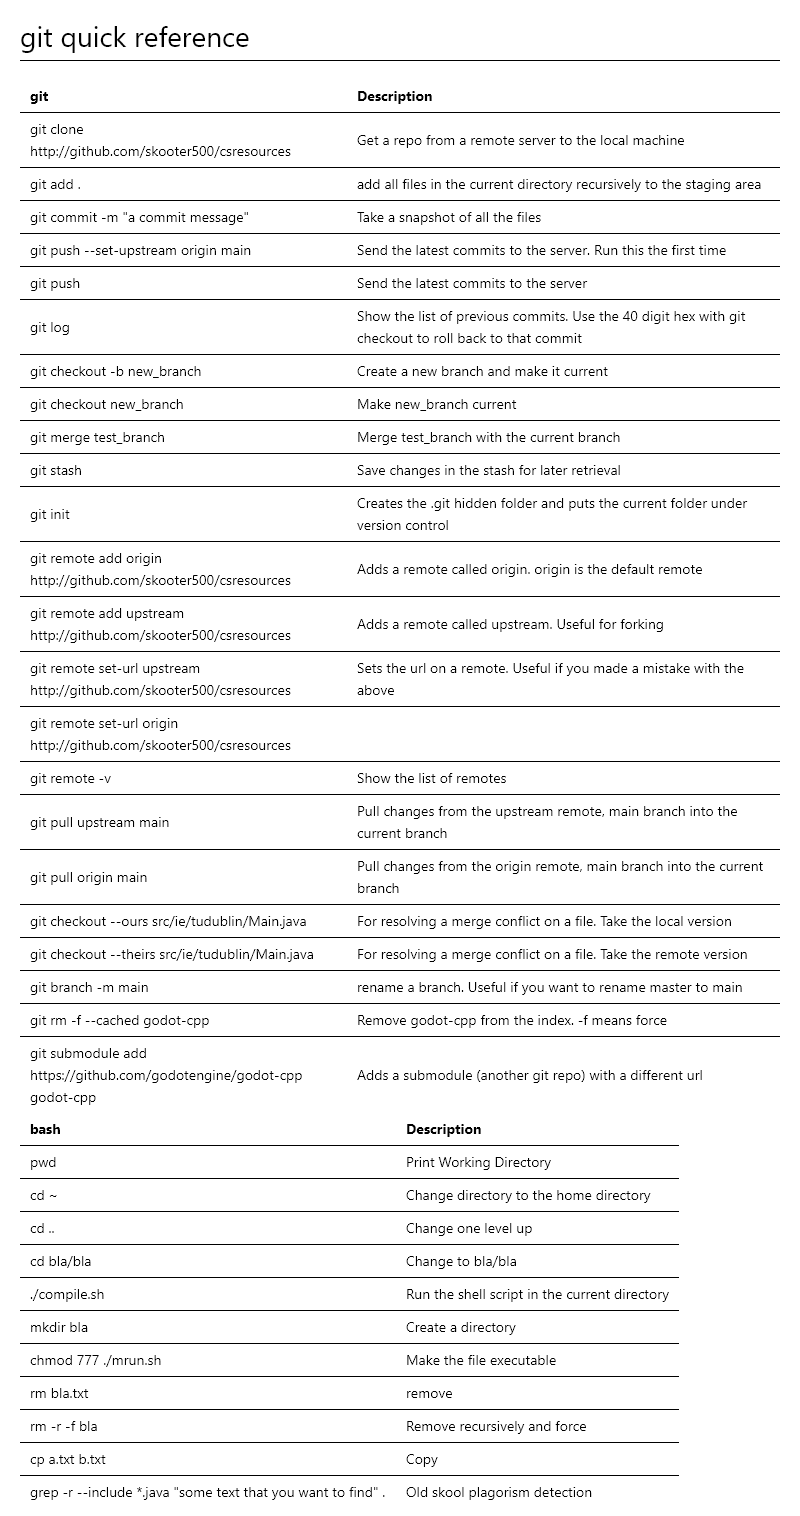 git quick reference
git Description
git clone
http://github.com/skooter500/csresources
Get a repo from a remote server to the local machine
git add . add all files in the current directory recursively to the staging area
git commit -m "a commit message" Take a snapshot of all the files
git push --set-upstream origin main Send the latest commits to the server. Run this the first time
git push Send the latest commits to the server
git log
Show the list of previous commits. Use the 40 digit hex with git
checkout to roll back to that commit
git checkout -b new_branch Create a new branch and make it current
git checkout new_branch Make new_branch current
git merge test_branch Merge test_branch with the current branch
git stash Save changes in the stash for later retrieval
git init
Creates the .git hidden folder and puts the current folder under
version control
git remote add origin
http://github.com/skooter500/csresources
Adds a remote called origin. origin is the default remote
git remote add upstream
http://github.com/skooter500/csresources
Adds a remote called upstream. Useful for forking
git remote set-url upstream
http://github.com/skooter500/csresources
Sets the url on a remote. Useful if you made a mistake with the
above
git remote set-url origin
http://github.com/skooter500/csresources
git remote -v Show the list of remotes
git pull upstream main
Pull changes from the upstream remote, main branch into the
current branch
git pull origin main
Pull changes from the origin remote, main branch into the current
branch
git checkout --ours src/ie/tudublin/Main.java For resolving a merge conflict on a file. Take the local version
git checkout --theirs src/ie/tudublin/Main.java For resolving a merge conflict on a file. Take the remote version
git branch -m main rename a branch. Useful if you want to rename master to main
git rm -f --cached godot-cpp Remove godot-cpp from the index. -f means force
git submodule add
https://github.com/godotengine/godot-cpp
godot-cpp
Adds a submodule (another git repo) with a different url
bash Description
pwd Print Working Directory
cd ~ Change directory to the home directory
cd .. Change one level up
cd bla/bla Change to bla/bla
./compile.sh Run the shell script in the current directory
mkdir bla Create a directory
chmod 777 ./mrun.sh Make the file executable
rm bla.txt remove
rm -r -f bla Remove recursively and force
cp a.txt b.txt Copy
grep -r --include *.java "some text that you want to find" . Old skool plagorism detection